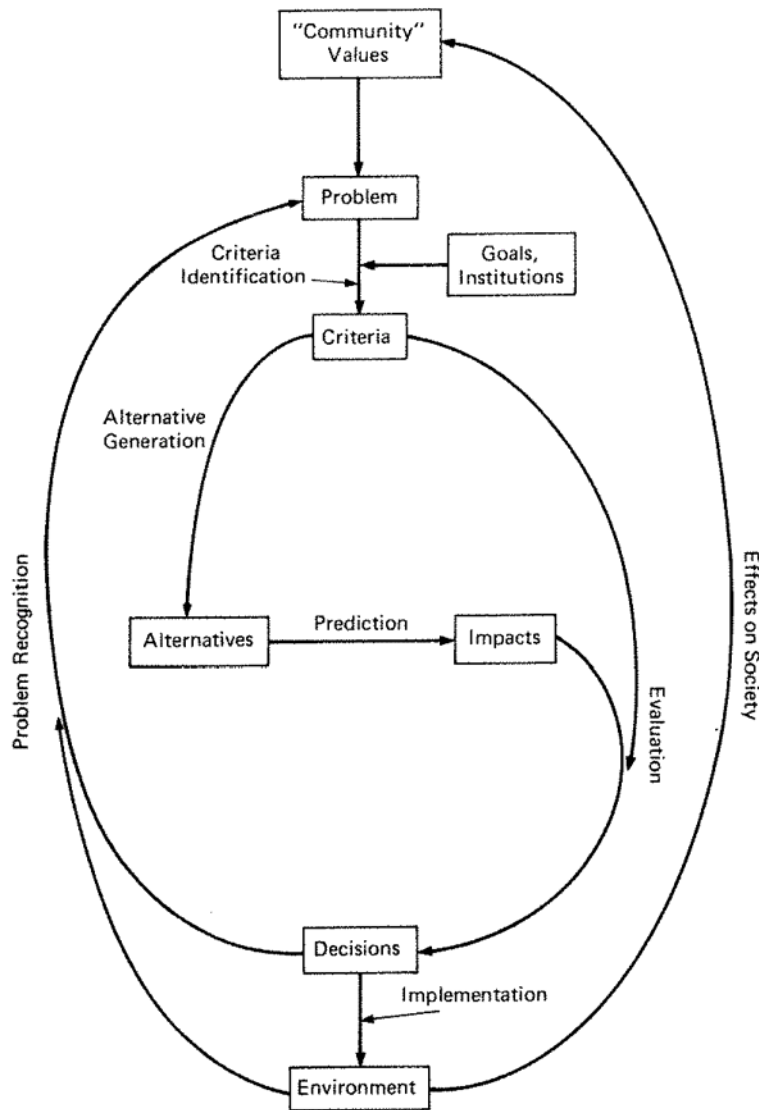 "Community"
Values
Problem
Criteria
Identification
Goals,
Institutions
Criteria
Alternative
Generation
Problem Recognition
Effects on Society
Alternatives
Prediction
Impacts
Evaluation
Decisions
Implementation
Environment